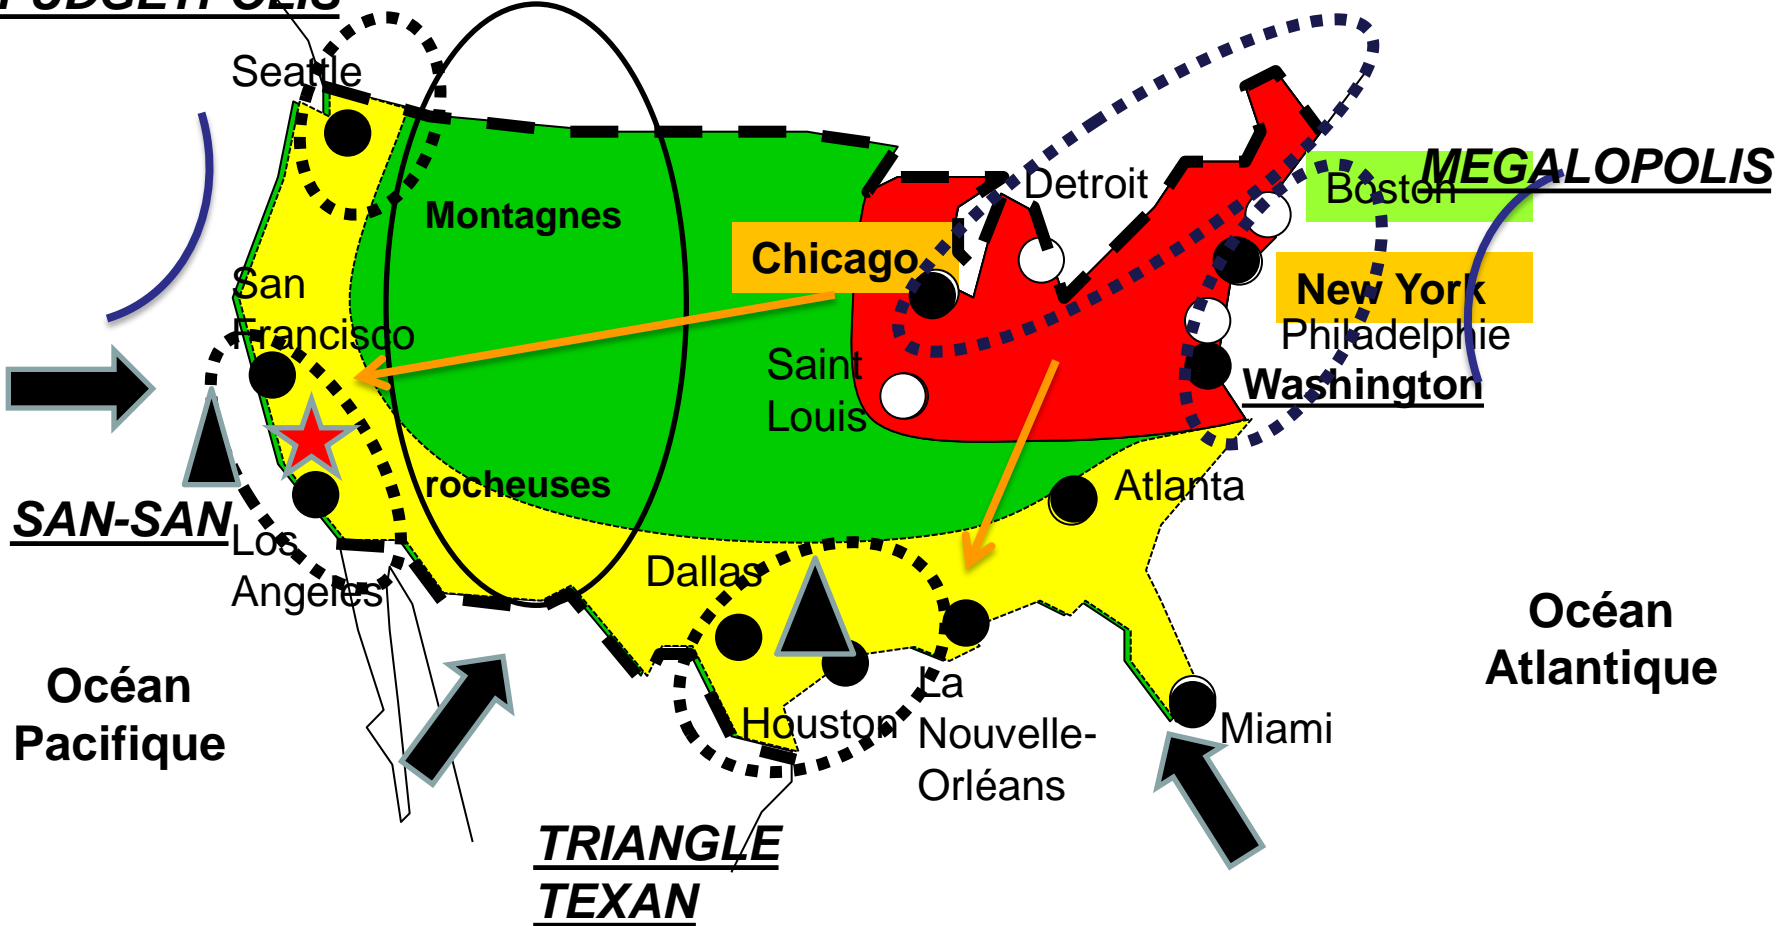 PUDGETPOLIS
Seattle
MEGALOPOLIS
Detroit
Boston
Montagnes
Chicago
San
Francisco
New York
Philadelphie
Saint
Louis
Washington
rocheuses
Atlanta
SAN-SAN
Los
Angeles
Dallas
Océan
Atlantique
Océan
Pacifique
Houston
La
Nouvelle-
Orléans
Miami
TRIANGLE
TEXAN